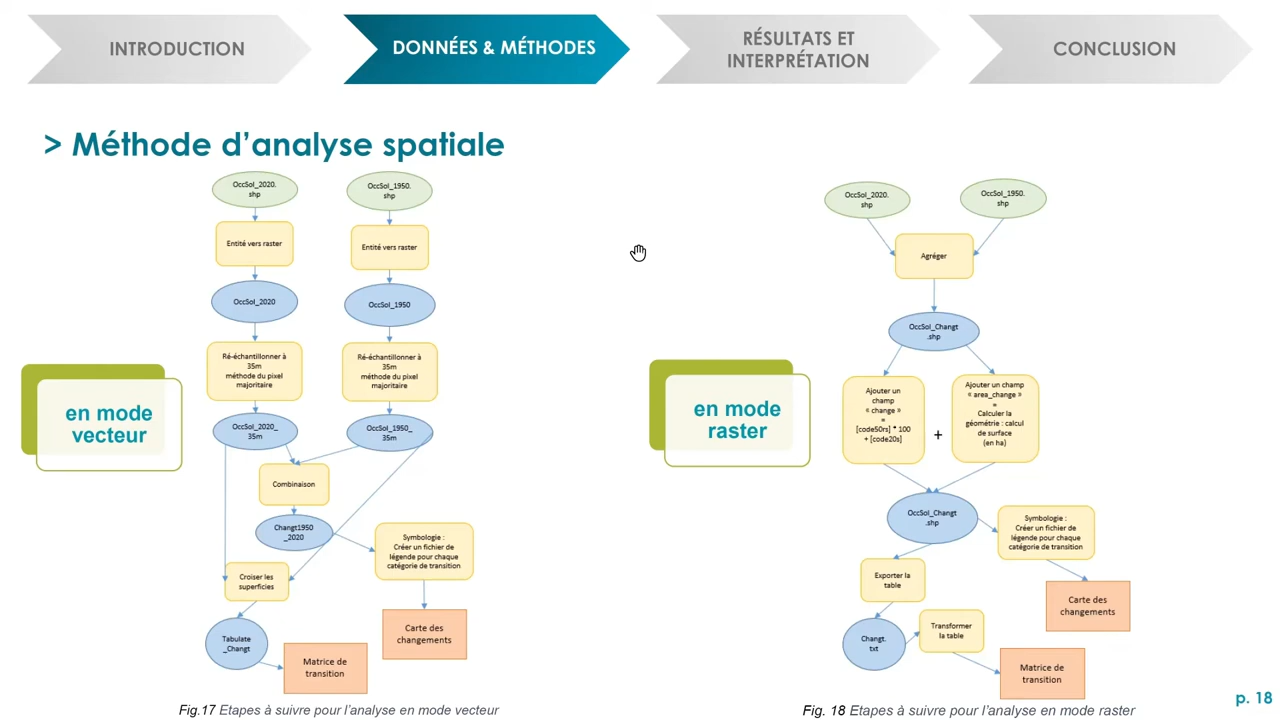 INTRODUCTION
DONNÉES & MÉTHODES
RÉSULTATS ET
INTERPRÉTATION
CONCLUSION
> Méthode d'analyse spatiale
en mode
vecteur
OccSol_2020.
shp
OccSol_1950.
shp
Entité vers raster
Entité vers raster
OccSol_2020
OccSol_1950
Ré-échantillonner à
35m
méthode du pixel
majoritaire
Ré-échantillonner à
35m
méthode du pixel
majoritaire
OccSol_2020_
35m
OccSol_1950_
35m
Combinaison
Changt1950
_2020
Symbologie :
Créer un fichier de
légende pour chaque
catégorie de transition
Croiser les
superficies
Carte des
changements
Tabulate
_Changt
Matrice de
transition
Fig.17 Etapes à suivre pour l'analyse en mode vecteur
en mode
raster
OccSol_2020.
shp
OccSol_1950.
shp
Agréger
OccSol_Changt
.shp
Ajouter un
champ
« change »
=
[code50rs] * 100
+ [code20s]
+
Ajouter un champ
« area_change »
=
Calculer la
géométrie : calcul
de surface
(en ha)
OccSol_Changt
.shp
Symbologie :
Créer un fichier de
légende pour chaque
catégorie de transition
Exporter la
table
Carte des
changements
Changt.
txt
Transformer
la table
Matrice de
transition
Fig. 18 Etapes à suivre pour l'analyse en mode raster
p. 18